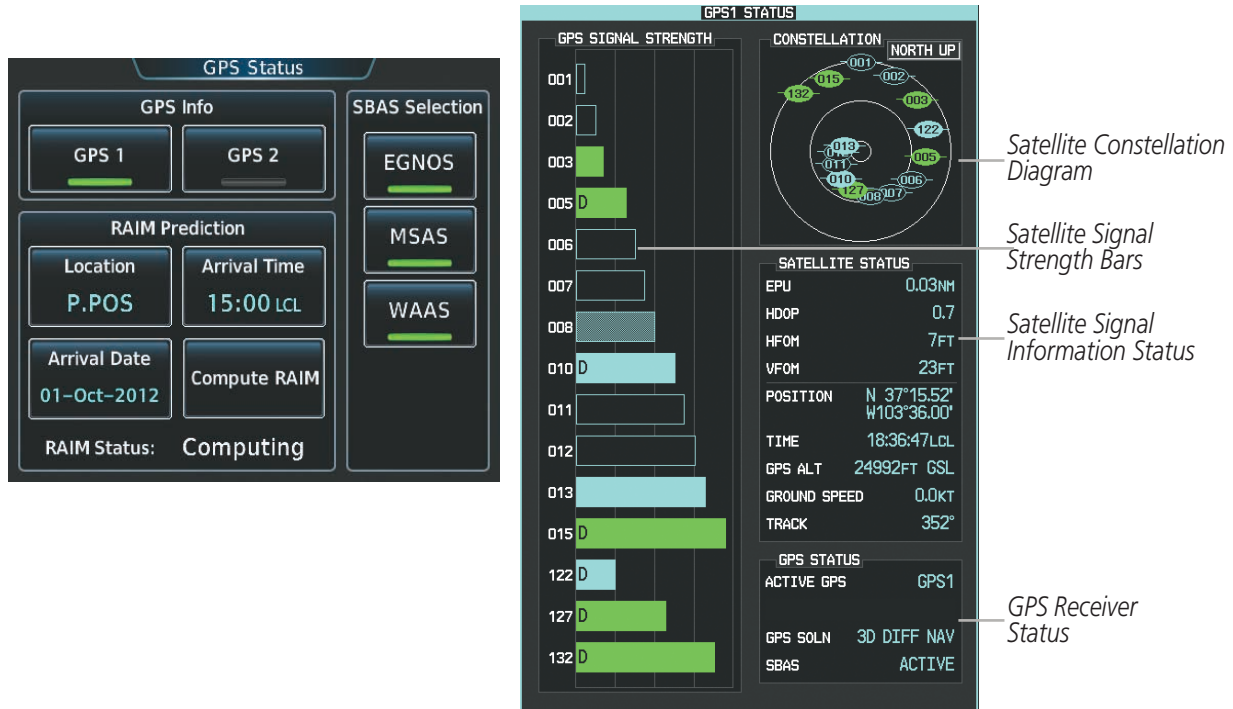 GPS Status
GPS Info
GPS 1
GPS 2
RAIM Prediction
Location
P.POS
Arrival Time
15:00 LCL
Arrival Date
01-Oct-2012
Compute RAIM
RAIM Status: Computing
SBAS Selection
EGNOS
MSAS
WAAS
GPS1 STATUS
GPS SIGNAL STRENGTH
001
002
003
005 D
006
007
008
010 D
011
012
013
015 D
122 D
127 D
132 D
CONSTELLATION
NORTH UP
001
015
002
132
003
122
013
005
011
010
006
127
008
007
SATELLITE STATUS
EPU 0.03NM
HDOP 0.7
HFOM 7FT
VFOM 23FT
POSITION N 37°15.52'
W103°36.00'
TIME 18:36:47LCL
GPS ALT 24992FT GSL
GROUND SPEED 0.0KT
TRACK 352°
GPS STATUS
ACTIVE GPS GPS1
GPS SOLN 3D DIFF NAV
SBAS ACTIVE
Satellite Constellation
Diagram
Satellite Signal
Strength Bars
Satellite Signal
Information Status
GPS Receiver
Status